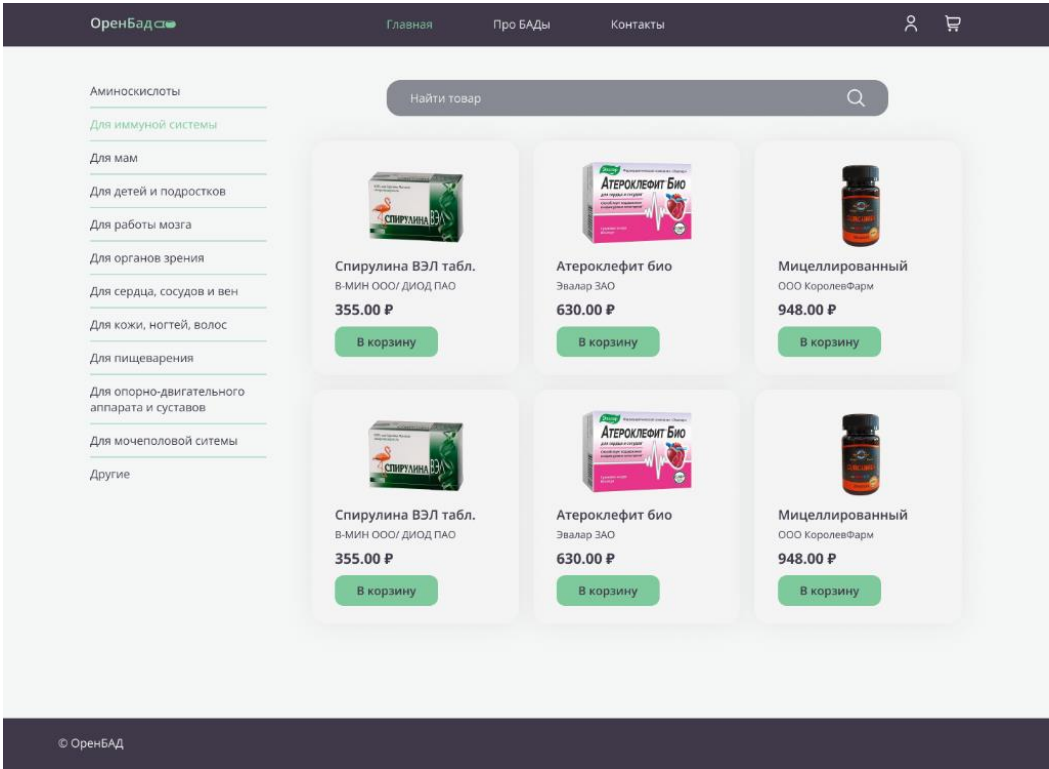 ОренБад
Главная
Про БАДы
Контакты
Аминоскислоты
Для иммуной системы
Для мам
Для детей и подростков
Для работы мозга
Для органов зрения
Для сердца, сосудов и вен
Для кожи, ногтей, волос
Для пищеварения
Для опорно-двигательного
аппарата и суставов
Для мочеполовой ситемы
Другие
Найти товар
СПИРУЛИНА ВЭЛ
Спирулина ВЭЛ табл.
В-МИН ООО/ ДИОД ПАО
355.00 ₽
В корзину
Эвалар
АТЕРОКЛЕФИТ БИО
Атероклефит био
Эвалар ЗАО
630.00 ₽
В корзину
Мицеллированный
ООО КоролевФарм
948.00 ₽
В корзину
СПИРУЛИНА ВЭЛ
Спирулина ВЭЛ табл.
В-МИН ООО/ ДИОД ПАО
355.00 ₽
В корзину
Эвалар
АТЕРОКЛЕФИТ БИО
Атероклефит био
Эвалар ЗАО
630.00 ₽
В корзину
Мицеллированный
ООО КоролевФарм
948.00 ₽
В корзину
© ОренБАД